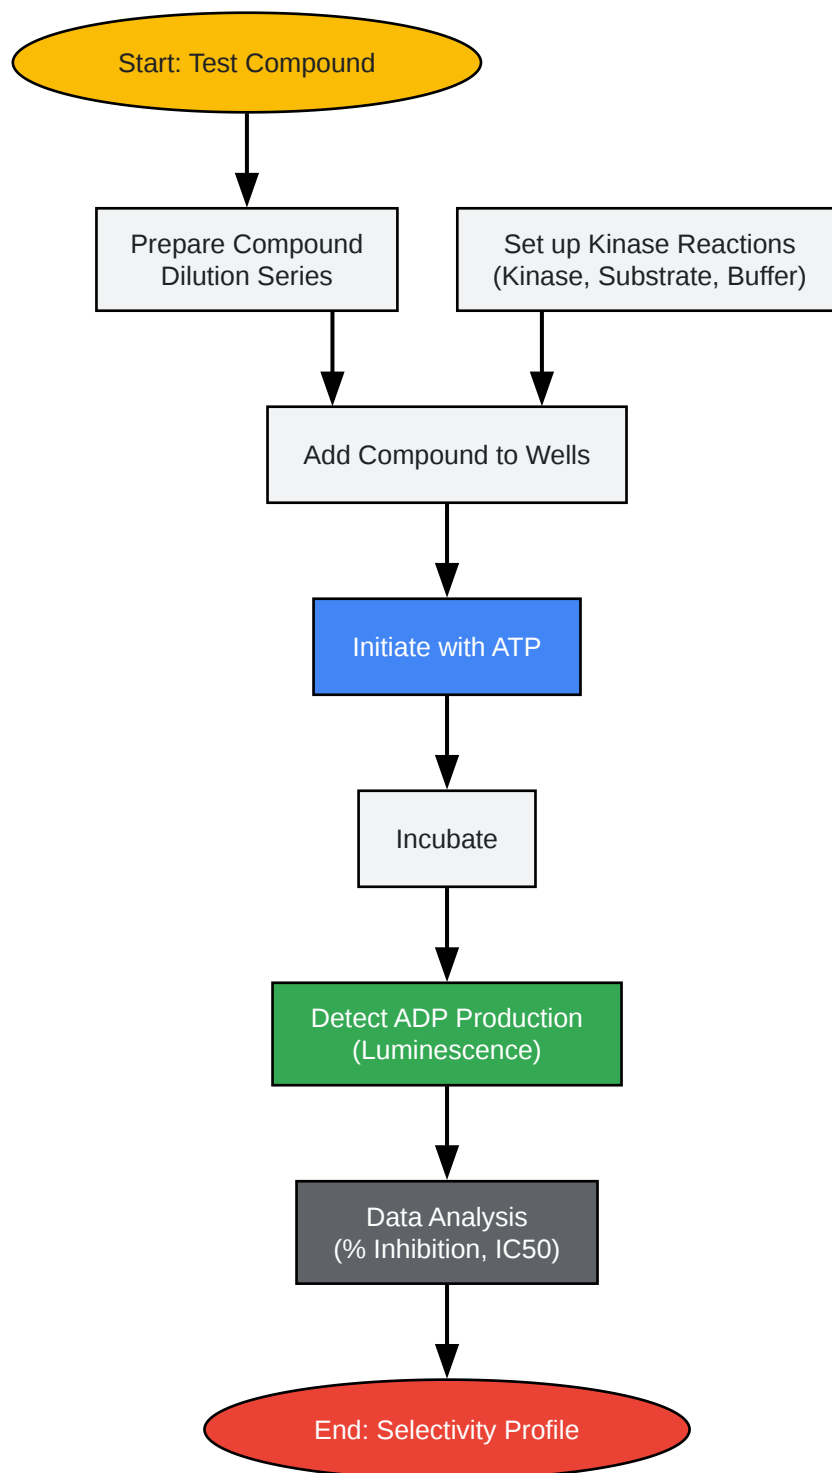 Start: Test Compound
Prepare Compound
Dilution Series
Set up Kinase Reactions
(Kinase, Substrate, Buffer)
Add Compound to Wells
Initiate with ATP
Incubate
Detect ADP Production
(Luminescence)
Data Analysis
(% Inhibition, IC50)
End: Selectivity Profile